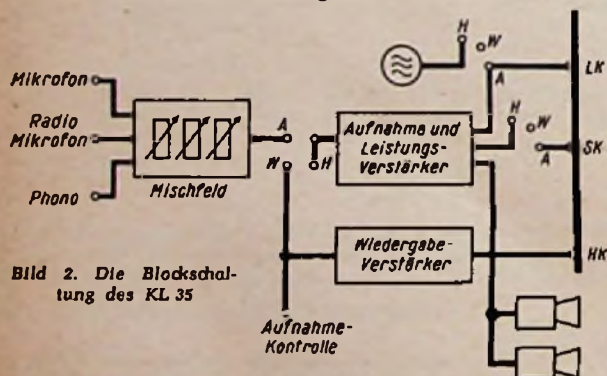 H
W
Mikrofon
A
LK
Radio
Mikrofon
A
H
Aufnahme und
Leistungs-
Verstärker
H
W
A
SK
Phono
Mischfeld
W
Wiedergabe-
Verstärker
HK
Bild 2. Die Blockschal-
tung des KL 35
Aufnahme-
Kontrolle